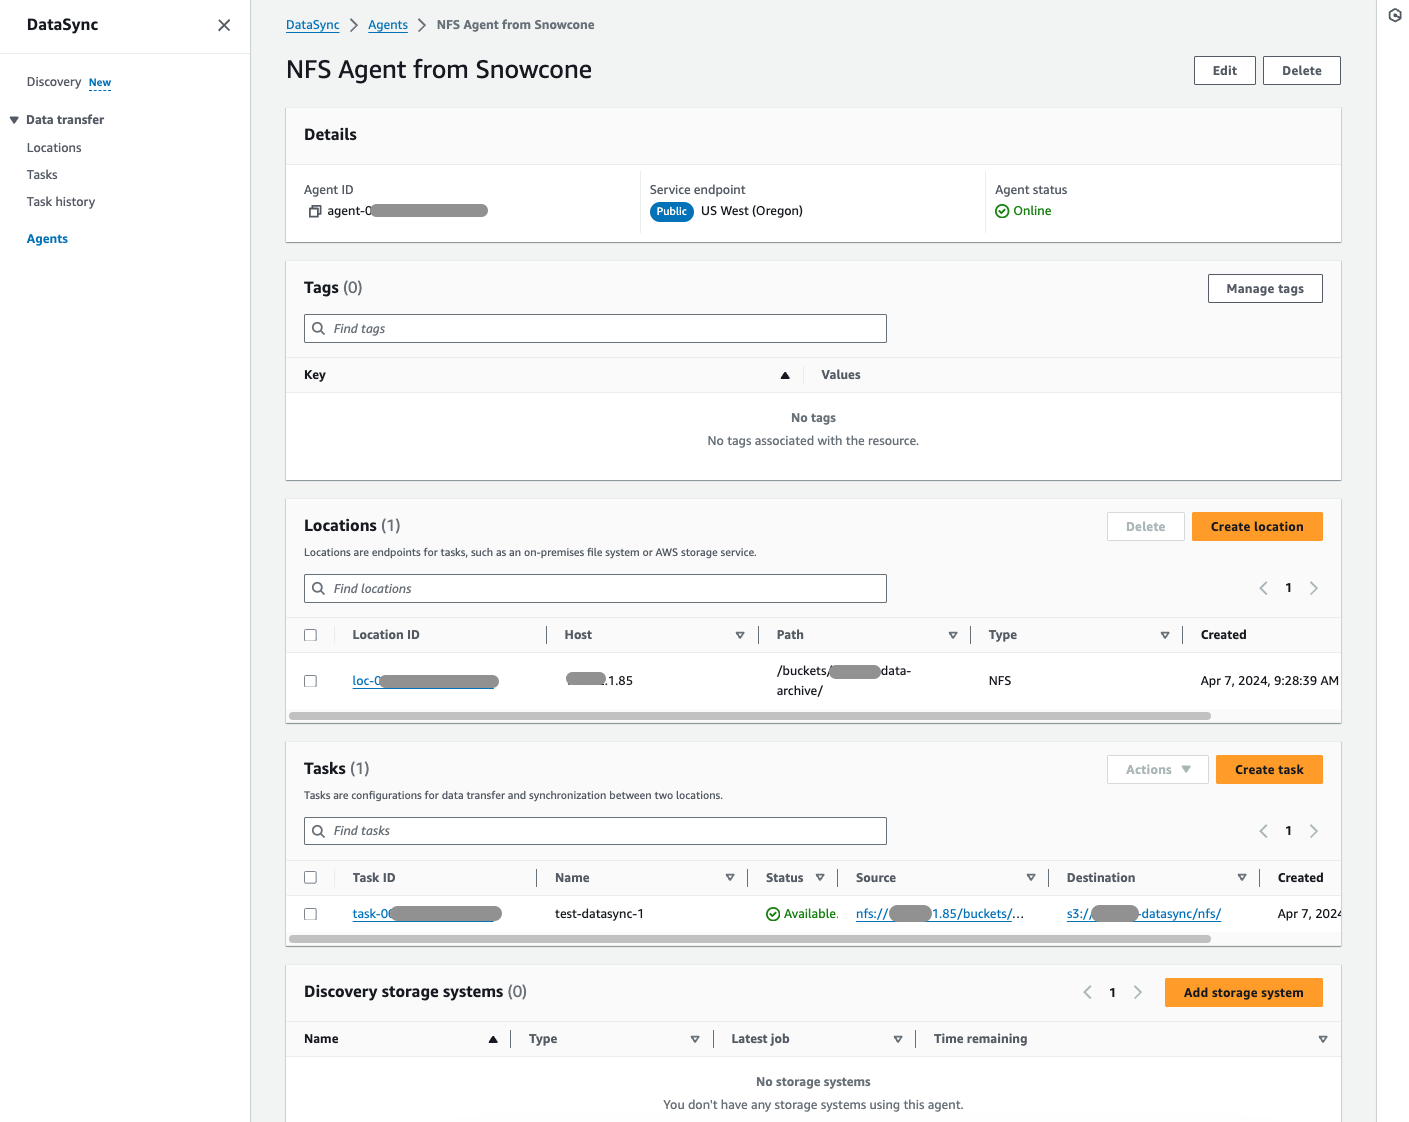 DataSync
Discovery New
Data transfer
Locations
Tasks
Task history
Agents
DataSync > Agents > NFS Agent from Snowcone
NFS Agent from Snowcone
Edit
Delete
Details
Agent ID
agent-0
Service endpoint
Public US West (Oregon)
Agent status
Online
Tags (0)
Manage tags
Find tags
Key
Values
No tags
No tags associated with the resource.
Locations (1)
Delete
Create location
Locations are endpoints for tasks, such as an on-premises file system or AWS storage service.
Find locations
1
Location ID
Host
Path
Type
Created
loc-0
.1.85
/buckets/ data-
archive/
NFS
Apr 7, 2024, 9:28:39 AM
Tasks (1)
Actions
Create task
Tasks are configurations for data transfer and synchronization between two locations.
Find tasks
1
Task ID
Name
Status
Source
Destination
Created
task-0
test-datasync-1
Available
nfs:// 1.85/buckets/...
s3:// -datasync/nfs/
Apr 7, 2024
Discovery storage systems (0)
1
Add storage system
Name
Type
Latest job
Time remaining
No storage systems
You don't have any storage systems using this agent.